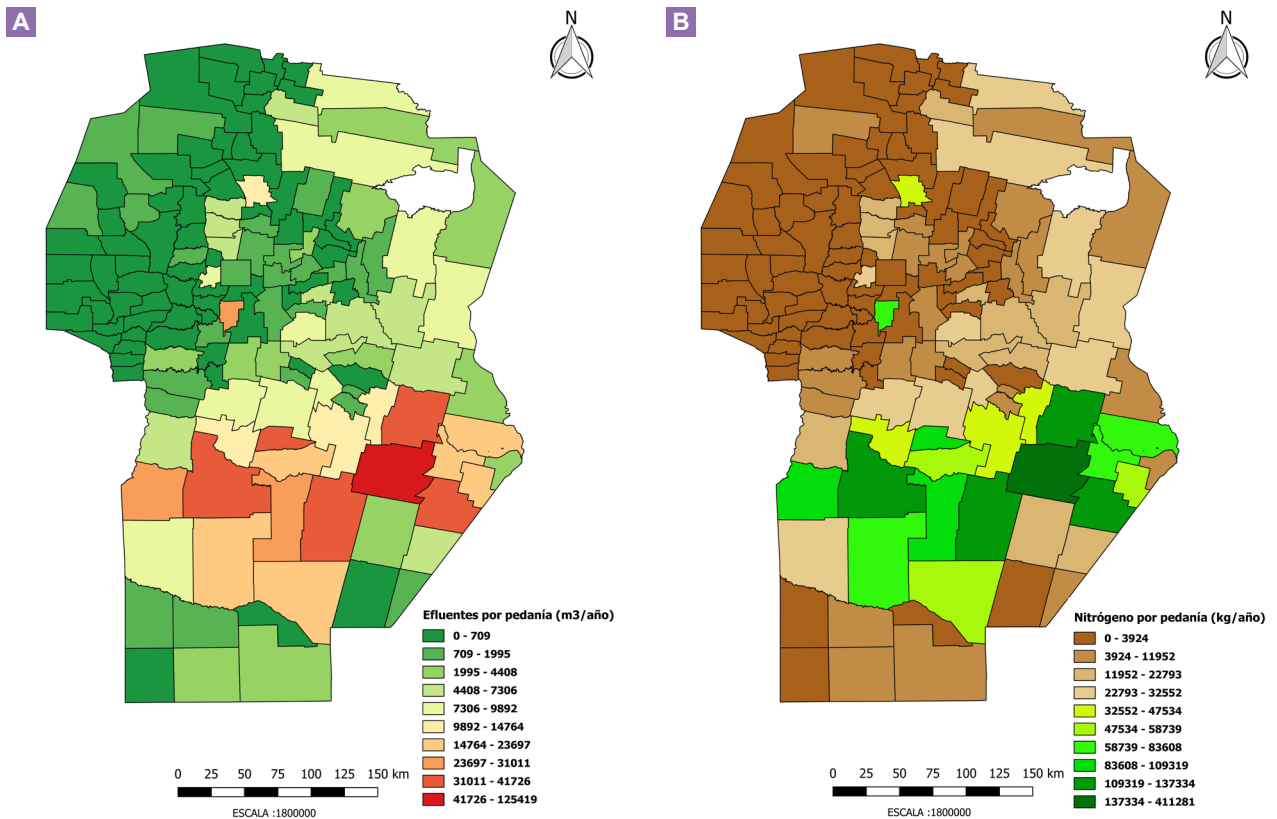 A
N
Efluentes por pedanía (m3/año)
0 - 709
709 - 1995
1995 - 4408
4408 - 7306
7306 - 9892
9892 - 14764
14764 - 23697
23697 - 31011
31011 - 41726
41726 - 125419
0 25 50 75 100 125 150 km
ESCALA :1800000
B
N
Nitrógeno por pedanía (kg/año)
0 - 3924
3924 - 11952
11952 - 22793
22793 - 32552
32552 - 47534
47534 - 58739
58739 - 83608
83608 - 109319
109319 - 137334
137334 - 411281
0 25 50 75 100 125 150 km
ESCALA :1800000